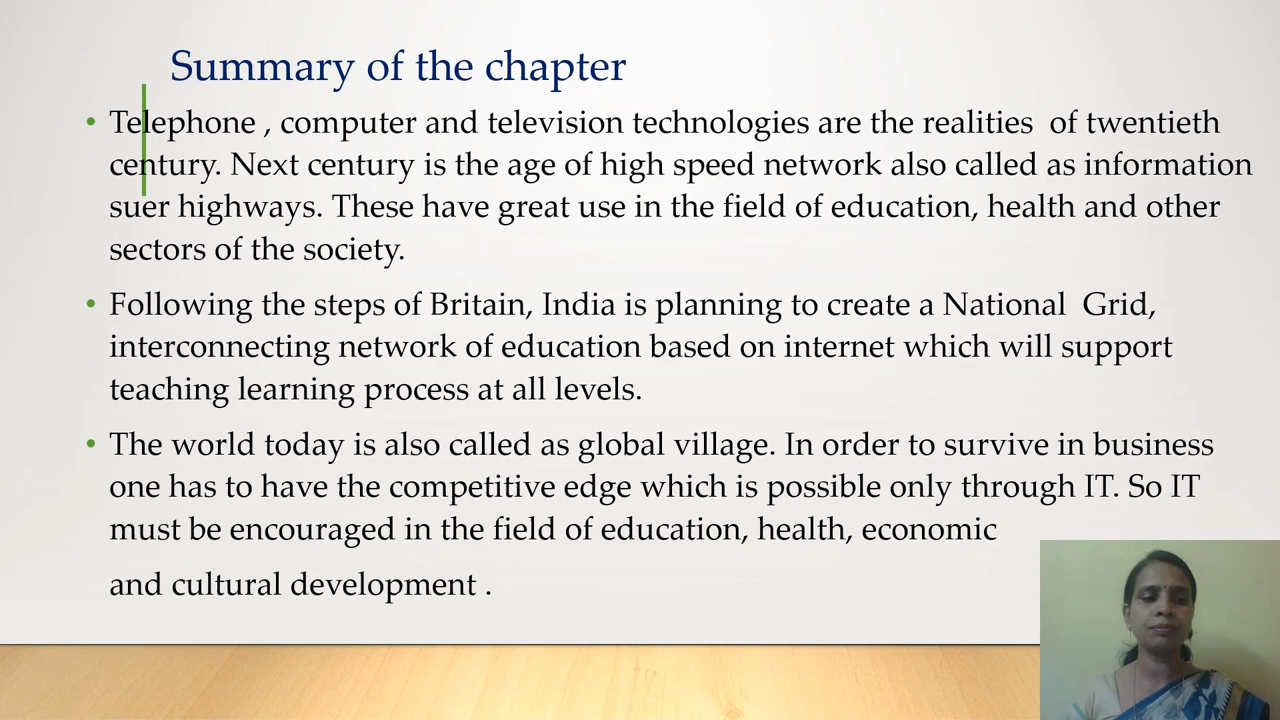 Summary of the chapter
• Telephone , computer and television technologies are the realities of twentieth
century. Next century is the age of high speed network also called as information
suer highways. These have great use in the field of education, health and other
sectors of the society.
• Following the steps of Britain, India is planning to create a National Grid,
interconnecting network of education based on internet which will support
teaching learning process at all levels.
• The world today is also called as global village. In order to survive in business
one has to have the competitive edge which is possible only through IT. So IT
must be encouraged in the field of education, health, economic
and cultural development .